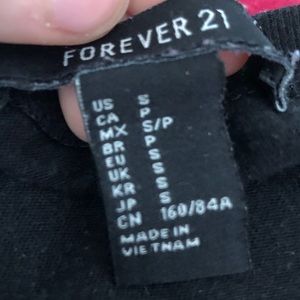 FOREVER 21
US S
CA P
MX S/P
BR P
EU S
UK S
KR S
JP S
CN 160/84A
MADE IN
VIETNAM